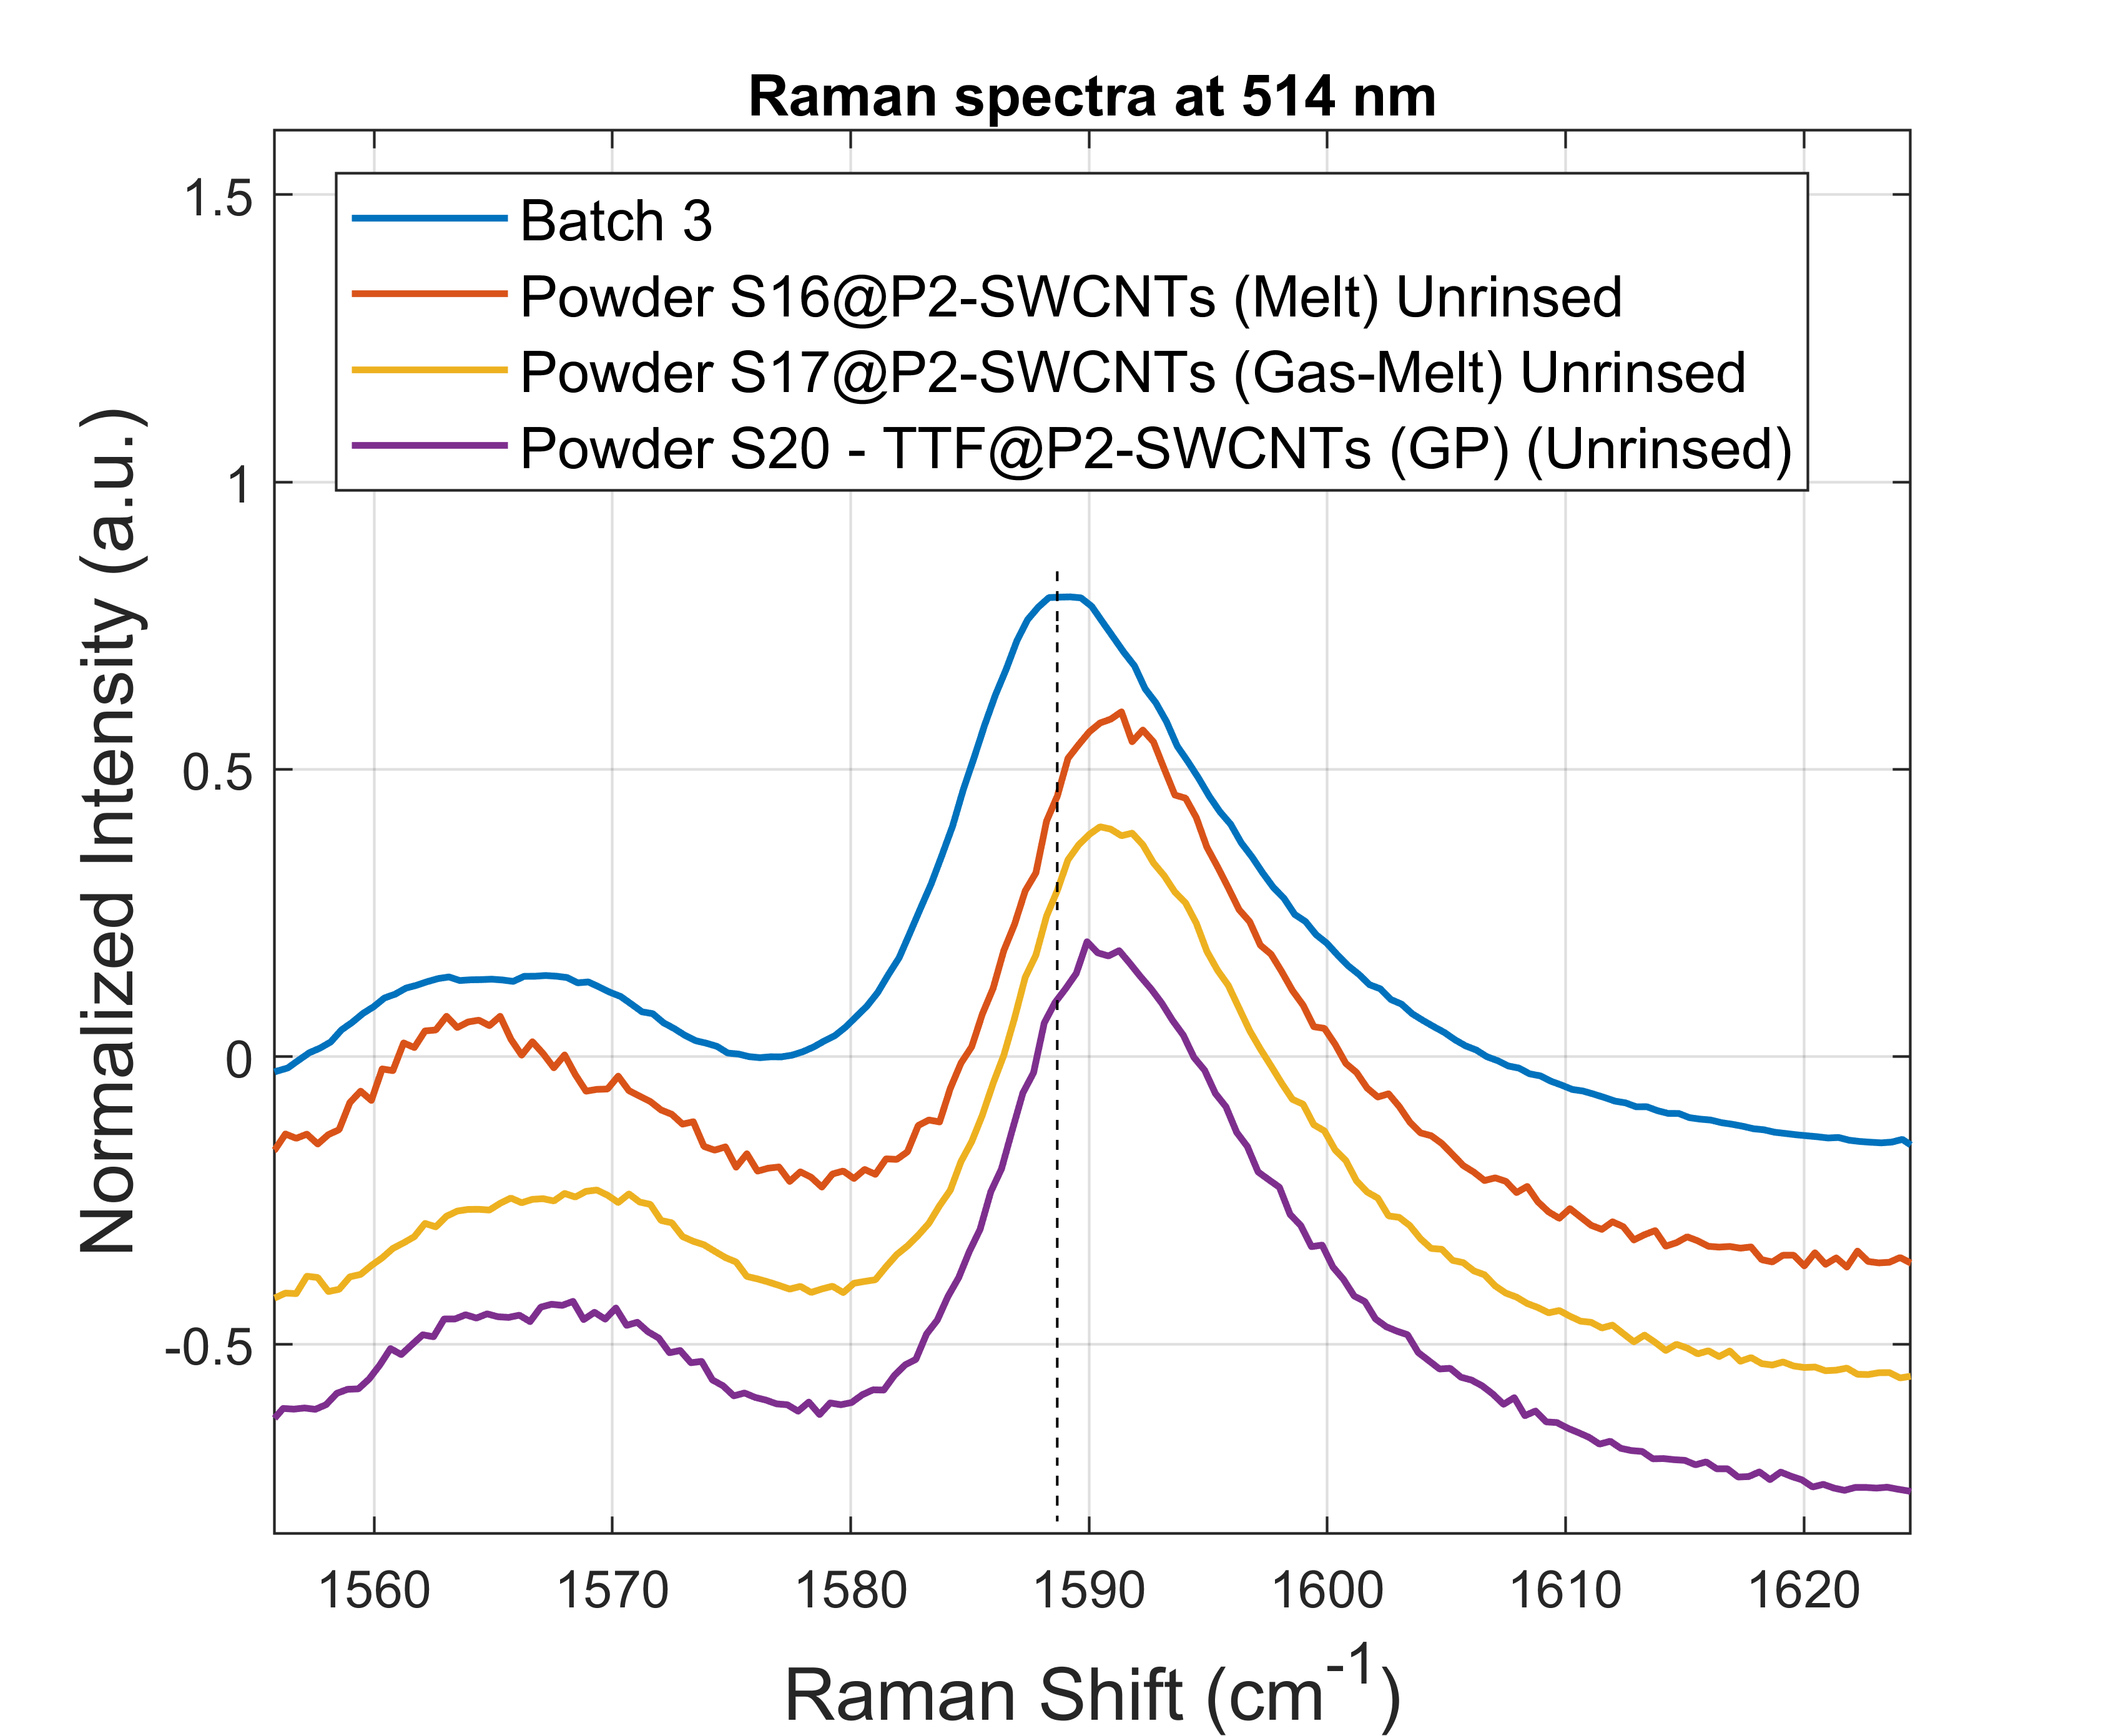 Raman spectra at 514 nm
Batch 3
Powder S16@P2-SWCNTs (Melt) Unrinsed
Powder S17@P2-SWCNTs (Gas-Melt) Unrinsed
Powder S20 - TTF@P2-SWCNTs (GP) (Unrinsed)
Normalized Intensity (a.u.)
1.5
1
0.5
0
-0.5
1560 1570 1580 1590 1600 1610 1620
Raman Shift (cm⁻¹)